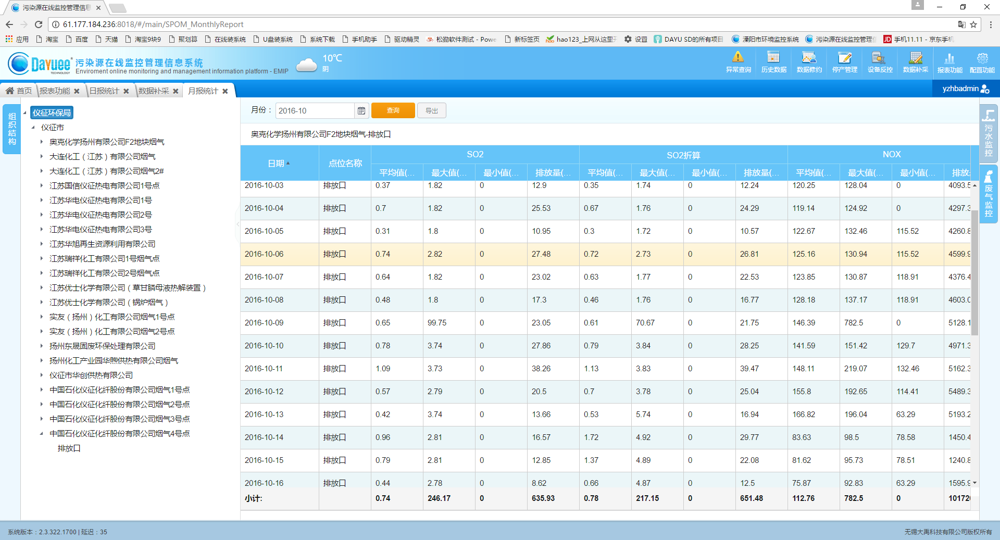 污染源在线监控管理信息
61.177.184.236:8018/#/main/SPOM_MonthlyReport
应用 淘宝 百度 天猫 淘宝9块9 聚划算 在线装系统 U盘装系统 系统下载 手机助手 驱动精灵 松勤软件测试 - Powe 新标签页 hao123_上网从这里开 设置 DAYU SD的所有项目 溧阳市环境监控系统 污染源在线监控管理信 JD 手机11.11 - 京东手机
Dayuee TECHNOLOGY 污染源在线监控管理信息系统
Enviroment online monitoring and management information platform - EMIP
10℃
阴
异常查询 历史数据 数据修约 停产管理 设备反控 数据补采 报表功能 配置功能
首页 报表功能 日报统计 数据补采 月报统计
yzhbadmin
组织结构
仪征环保局
仪征市
奥克化学扬州有限公司F2地块烟气
大连化工（江苏）有限公司烟气
大连化工（江苏）有限公司烟气2#
江苏国信仪征热电有限公司1号点
江苏华电仪征热电有限公司1号
江苏华电仪征热电有限公司2号
江苏华电仪征热电有限公司3号
江苏华旭再生资源利用有限公司
江苏瑞祥化工有限公司1号烟气点
江苏瑞祥化工有限公司2号烟气点
江苏优士化学有限公司（草甘膦母液热解装置）
江苏优士化学有限公司（锅炉烟气）
实友（扬州）化工有限公司烟气1号点
实友（扬州）化工有限公司烟气2号点
扬州东晟固废环保处理有限公司
扬州化工产业园华煦供热有限公司烟气
仪征市华创供热有限公司
中国石化仪征化纤股份有限公司烟气1号点
中国石化仪征化纤股份有限公司烟气2号点
中国石化仪征化纤股份有限公司烟气3号点
中国石化仪征化纤股份有限公司烟气4号点
排放口
月份： 2016-10 查询 导出
奥克化学扬州有限公司F2地块烟气-排放口
日期 点位名称 SO2 SO2折算 NOX
平均值(... 最大值(... 最小值(... 排放量(... 平均值(... 最大值(... 最小值(... 排放量(... 平均值(... 最大值(... 最小值(... 排放
2016-10-03 排放口 0.37 1.82 0 12.9 0.35 1.74 0 12.24 120.25 128.04 0 4093.5
2016-10-04 排放口 0.7 1.82 0 25.53 0.67 1.76 0 24.29 119.14 124.92 0 4297.3
2016-10-05 排放口 0.31 1.8 0 10.95 0.3 1.72 0 10.57 122.67 132.46 115.52 4260.8
2016-10-06 排放口 0.74 2.82 0 27.48 0.72 2.73 0 26.81 125.16 130.94 115.52 4599.9
2016-10-07 排放口 0.64 1.82 0 23.02 0.63 1.77 0 22.53 123.85 130.87 118.91 4376.4
2016-10-08 排放口 0.48 1.8 0 17.3 0.46 1.76 0 16.77 128.18 137.17 118.91 4603.0
2016-10-09 排放口 0.65 99.75 0 23.05 0.61 70.67 0 21.75 146.39 782.5 0 5128.1
2016-10-10 排放口 0.78 3.74 0 27.86 0.79 3.84 0 28.25 141.59 151.42 129.7 4971.3
2016-10-11 排放口 1.09 3.73 0 38.26 1.13 3.83 0 39.47 148.11 219.07 132.46 5162.3
2016-10-12 排放口 0.57 2.79 0 20.5 0.7 3.78 0 25.04 155.8 192.65 114.41 5489.3
2016-10-13 排放口 0.42 3.74 0 13.66 0.53 5.74 0 16.94 166.82 196.04 63.29 5193.2
2016-10-14 排放口 0.96 2.81 0 16.57 1.72 4.92 0 29.77 83.63 98.5 78.58 1450.4
2016-10-15 排放口 0.79 2.81 0 12.85 1.37 4.89 0 22.08 81.62 95.73 78.51 1240.8
2016-10-16 排放口 0.44 2.78 0 8.62 0.66 4.87 0 12.5 75.87 92.83 63.29 1595.9
小计: 0.74 246.17 0 635.93 0.78 217.15 0 651.48 112.76 782.5 0 10172
污水监控
废气监控
系统版本：2.3.322.1700 | 延迟：35
无锡大禹科技有限公司版权所有